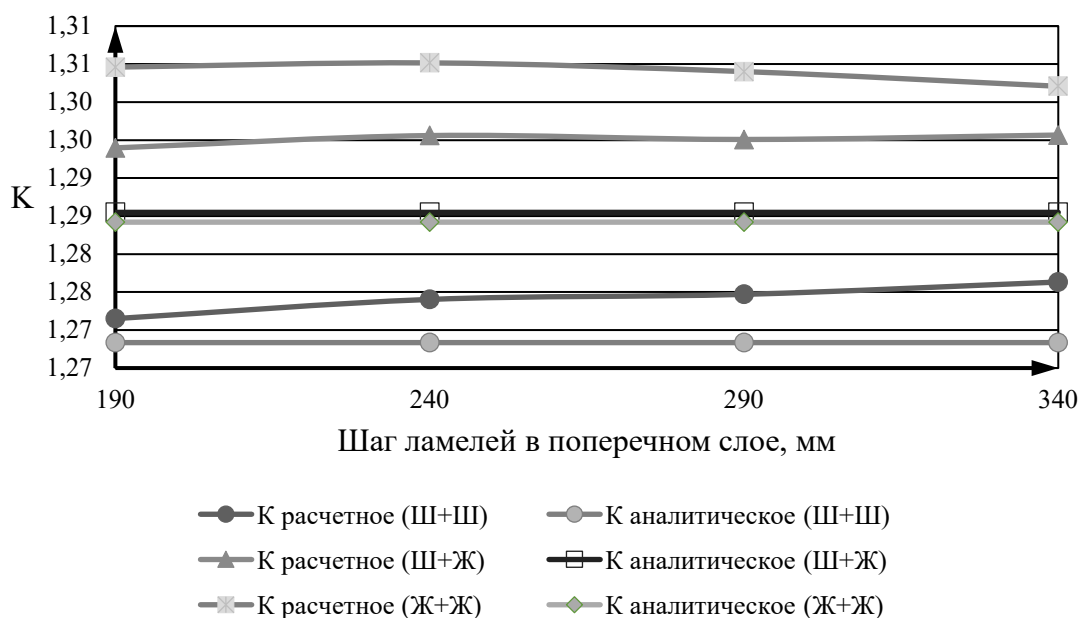 1,31
1,31
1,30
1,30
1,29
K
1,29
1,28
1,28
1,27
1,27
190 240 290 340
Шаг ламелей в поперечном слое, мм
К расчетное (Ш+Ш) К аналитическое (Ш+Ш)
К расчетное (Ш+Ж) К аналитическое (Ш+Ж)
К расчетное (Ж+Ж) К аналитическое (Ж+Ж)